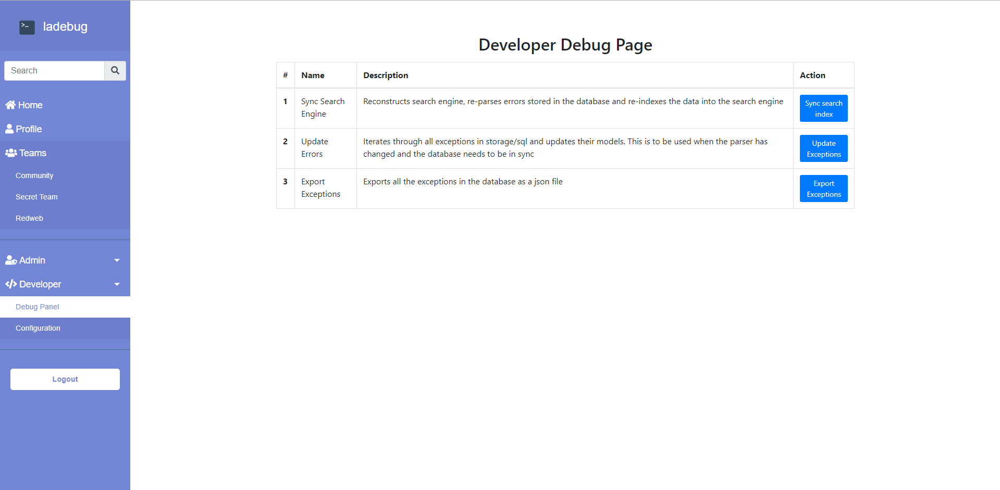 >_ ladebug
Search
Home
Profile
Teams
Community
Secret Team
Redweb
Admin
Developer
Debug Panel
Configuration
Logout
Developer Debug Page
# Name Description Action
1 Sync Search Reconstructs search engine, re-parses errors stored in the database and re-indexes the data into the search engine Sync search
Engine index
2 Update Iterates through all exceptions in storage/sql and updates their models. This is to be used when the parser has Update
Errors changed and the database needs to be in sync Exceptions
3 Export Exports all the exceptions in the database as a json file Export
Exceptions Exceptions